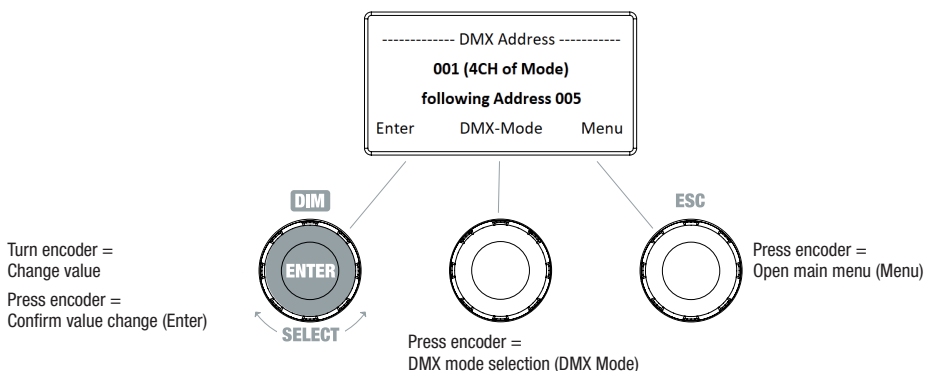 ------------- DMX Address -----------
001 (4CH of Mode)
following Address 005
Enter DMX-Mode Menu
DIM
ESC
Turn encoder =
Change value
Press encoder =
Confirm value change (Enter)
ENTER
SELECT
Press encoder =
DMX mode selection (DMX Mode)
Press encoder =
Open main menu (Menu)